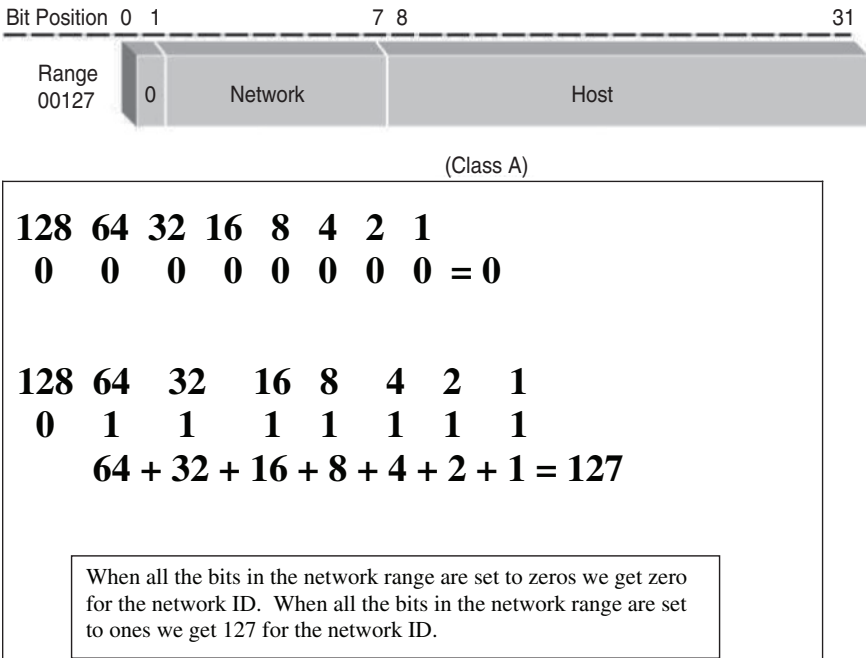 Bit Position 0 1 7 8 31
Range
00127
0 Network Host
(Class A)
128 64 32 16 8 4 2 1
0 0 0 0 0 0 0 0 = 0
128 64 32 16 8 4 2 1
0 1 1 1 1 1 1 1
64 + 32 + 16 + 8 + 4 + 2 + 1 = 127
When all the bits in the network range are set to zeros we get zero
for the network ID. When all the bits in the network range are set
to ones we get 127 for the network ID.